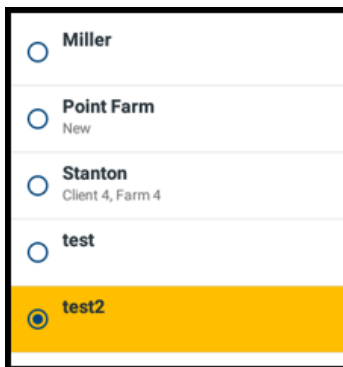 Miller
Point Farm
New
Stanton
Client 4, Farm 4
test
test2